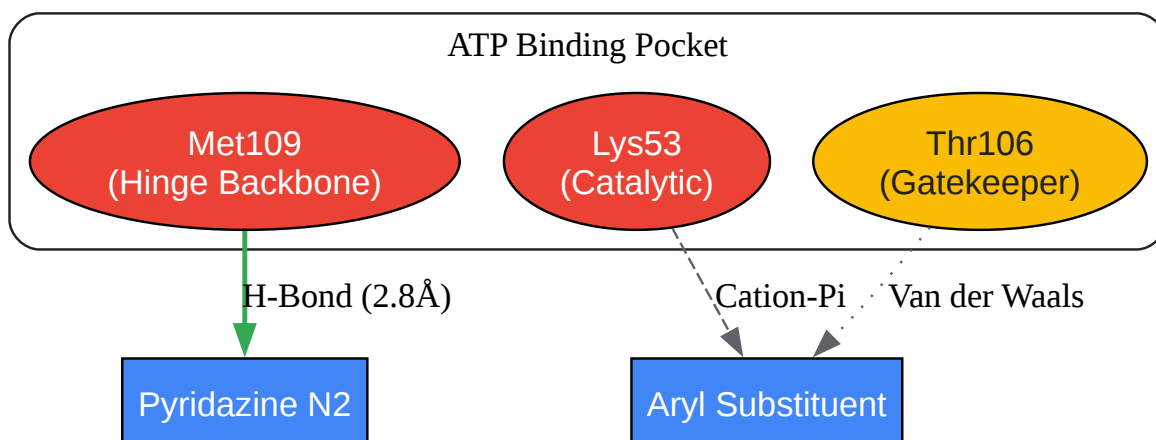 ATP Binding Pocket
Met109
(Hinge Backbone)
Lys53
(Catalytic)
Thr106
(Gatekeeper)
H-Bond (2.8Å)
Cation-Pi
Van der Waals
Pyridazine N2
Aryl Substituent